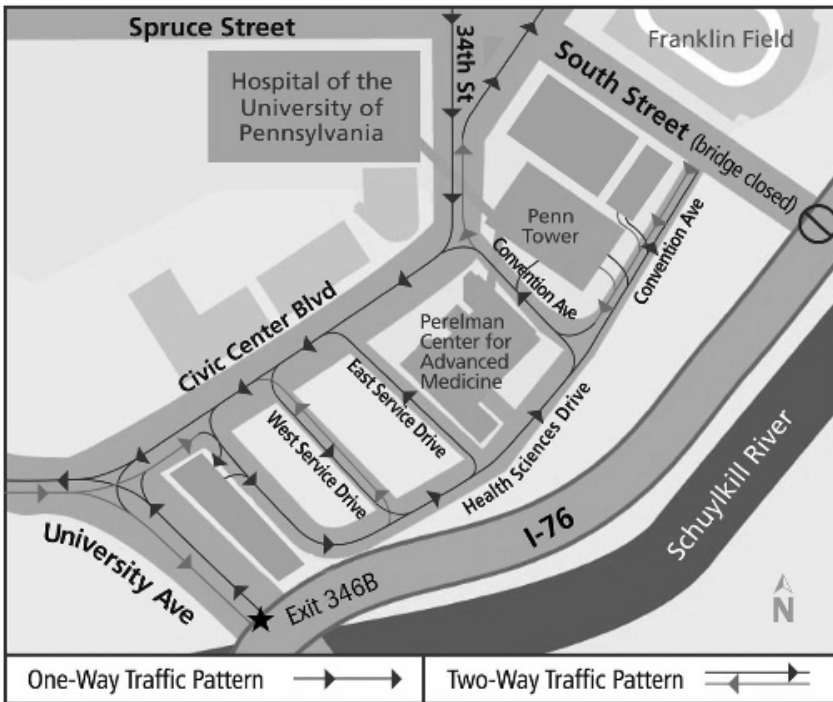 Spruce Street
34th St
South Street (bridge closed)
Franklin Field
Hospital of the
University of
Pennsylvania
Penn
Tower
Convention Ave
Convention Ave
Civic Center Blvd
Perelman
Center for
Advanced
Medicine
East Service Drive
West Service Drive
Health Sciences Drive
I-76
Schuylkill River
University Ave
Exit 346B
N
One-Way Traffic Pattern
Two-Way Traffic Pattern